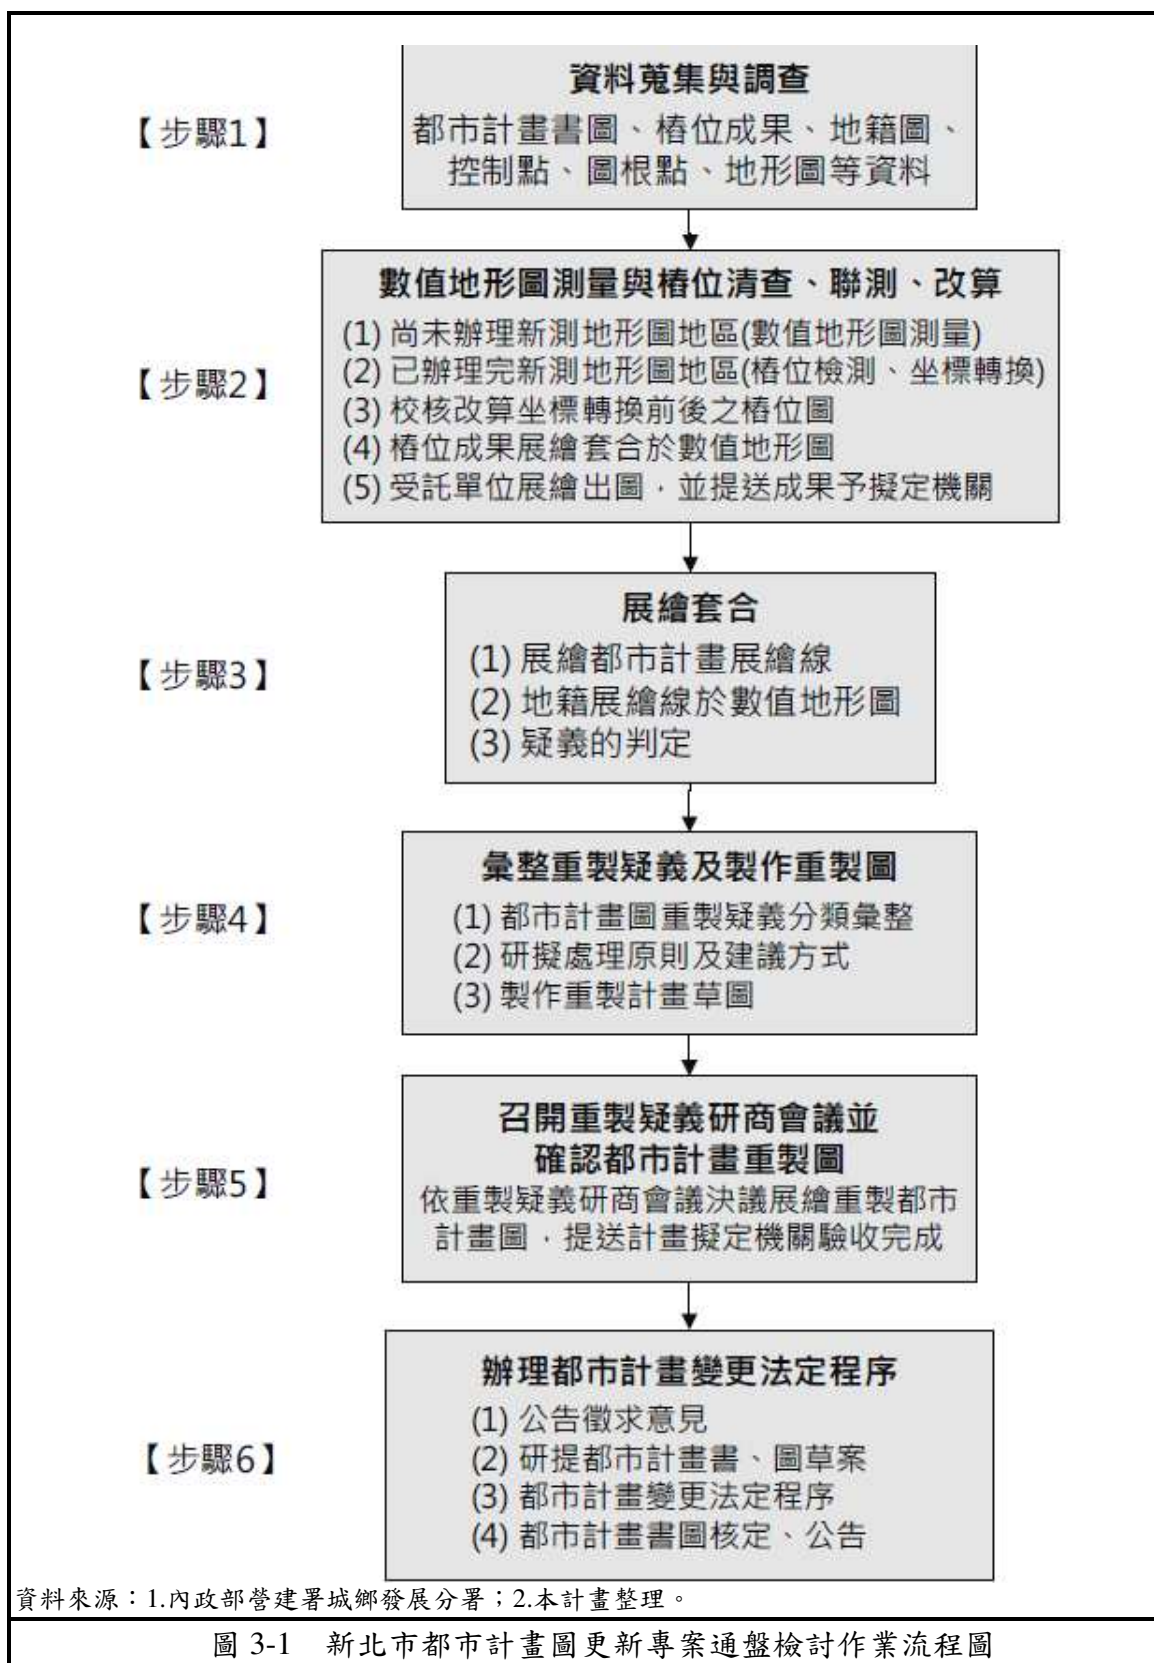 資料蒐集與調查
【步驟1】
都市計畫書圖、樁位成果、地籍圖、
控制點、圖根點、地形圖等資料
數值地形圖測量與樁位清查、聯測、改算
(1) 尚未辦理新測地形圖地區(數值地形圖測量)
【步驟2】
(2) 已辦理完新測地形圖地區(樁位檢測、坐標轉換)
(3) 校核改算坐標轉換前後之樁位圖
(4) 樁位成果展繪套合於數值地形圖
(5) 受託單位展繪出圖，並提送成果予擬定機關
展繪套合
【步驟3】
(1) 展繪都市計畫展繪線
(2) 地籍展繪線於數值地形圖
(3) 疑義的判定
彙整重製疑義及製作重製圖
【步驟4】
(1) 都市計畫圖重製疑義分類彙整
(2) 研擬處理原則及建議方式
(3) 製作重製計畫草圖
召開重製疑義研商會議並
確認都市計畫重製圖
【步驟5】
依重製疑義研商會議決議展繪重製都市
計畫圖，提送計畫擬定機關驗收完成
辦理都市計畫變更法定程序
(1) 公告徵求意見
【步驟6】
(2) 研提都市計畫書、圖草案
(3) 都市計畫變更法定程序
(4) 都市計畫書圖核定、公告
資料來源：1.內政部營建署城鄉發展分署；2.本計畫整理。
圖 3-1 新北市都市計畫圖更新專案通盤檢討作業流程圖